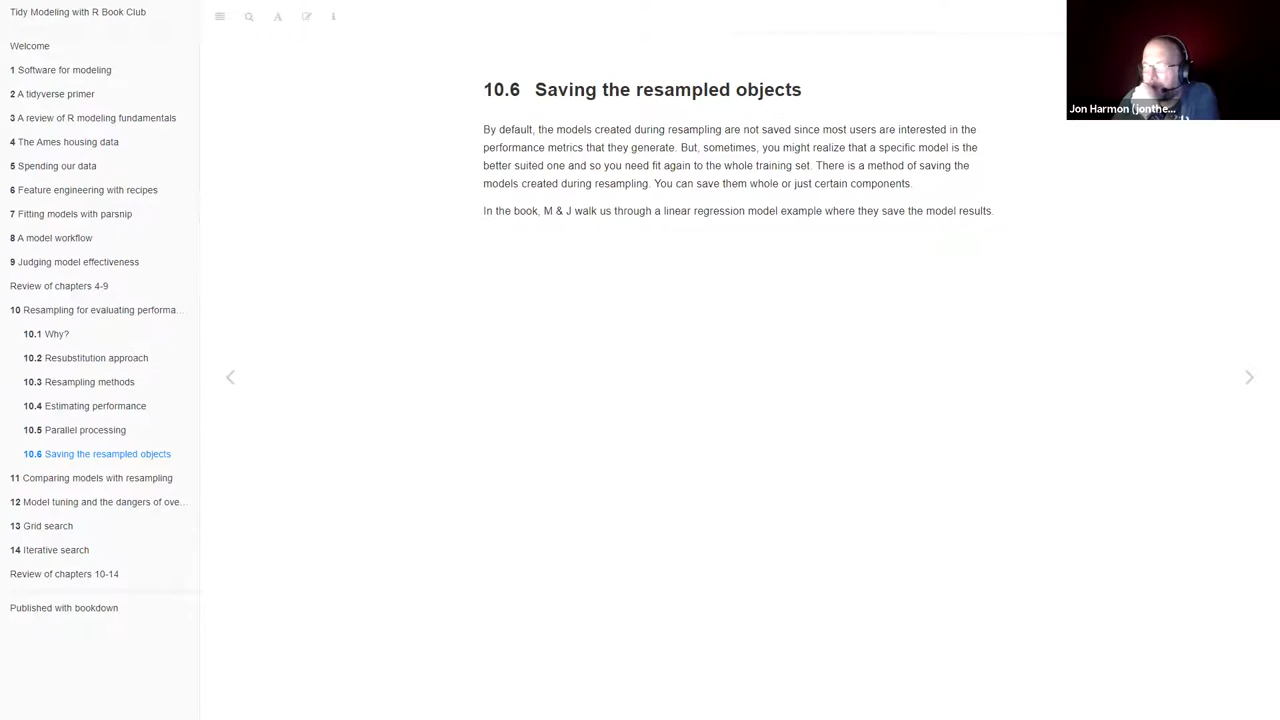 Tidy Modeling with R Book Club
Welcome
1 Software for modeling
2 A tidyverse primer
3 A review of R modeling fundamentals
4 The Ames housing data
5 Spending our data
6 Feature engineering with recipes
7 Fitting models with parsnip
8 A model workflow
9 Judging model effectiveness
Review of chapters 4-9
10 Resampling for evaluating performa...
10.1 Why?
10.2 Resubstitution approach
10.3 Resampling methods
10.4 Estimating performance
10.5 Parallel processing
10.6 Saving the resampled objects
11 Comparing models with resampling
12 Model tuning and the dangers of ove...
13 Grid search
14 Iterative search
Review of chapters 10-14
Published with bookdown
10.6 Saving the resampled objects
By default, the models created during resampling are not saved since most users are interested in the
performance metrics that they generate. But, sometimes, you might realize that a specific model is the
better suited one and so you need fit again to the whole training set. There is a method of saving the
models created during resampling. You can save them whole or just certain components.
In the book, M & J walk us through a linear regression model example where they save the model results.
Jon Harmon (jonthe...